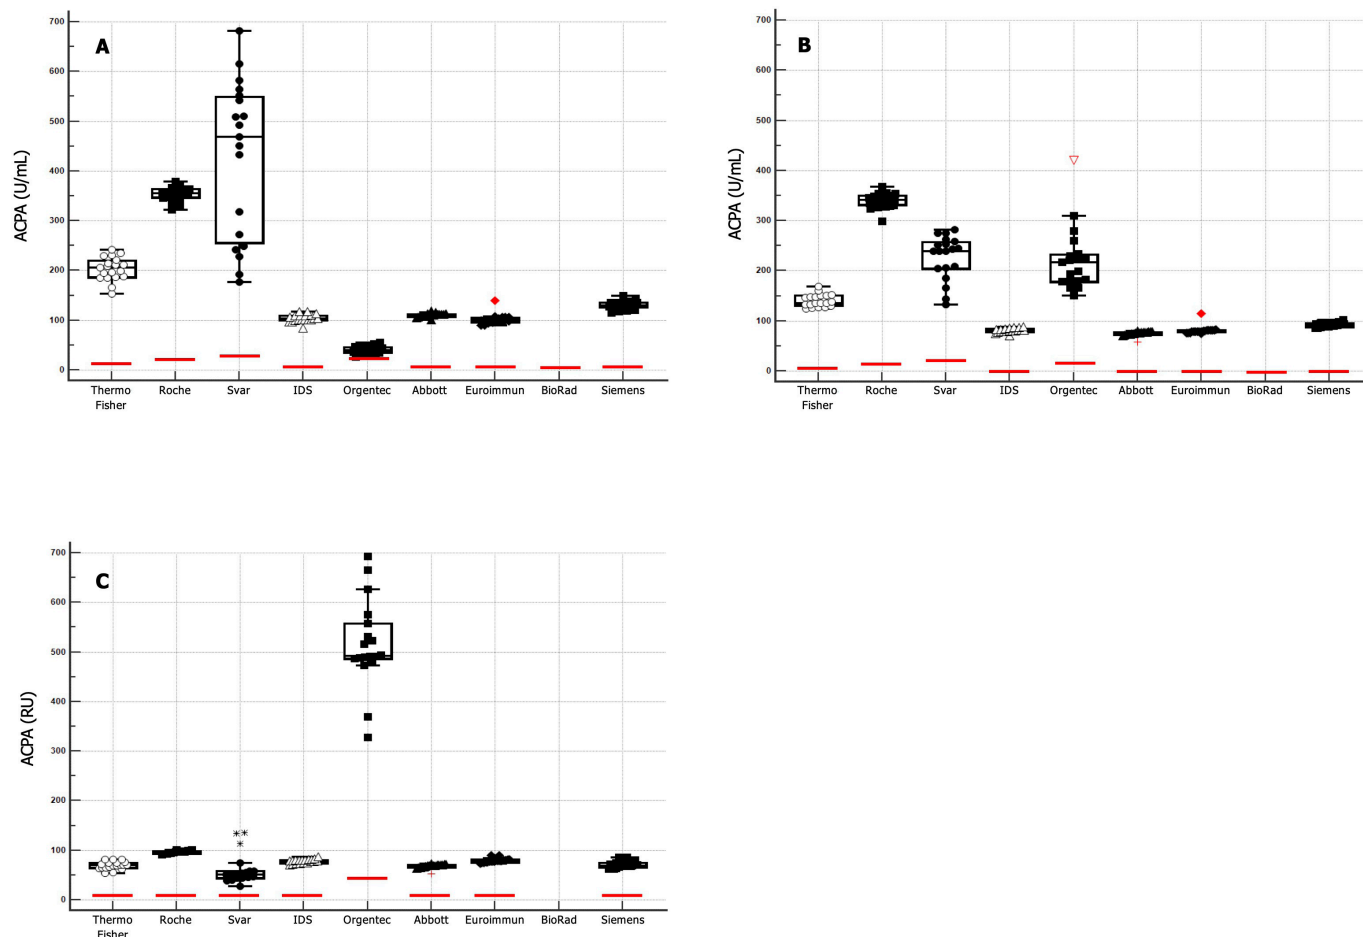 A
ACPA (U/mL)
700
600
500
400
300
200
100
0
Thermo Fisher Roche Svar IDS Orgentec Abbott Euroimmun BioRad Siemens
B
ACPA (U/mL)
700
600
500
400
300
200
100
0
Thermo Fisher Roche Svar IDS Orgentec Abbott Euroimmun BioRad Siemens
C
ACPA (RU)
700
600
500
400
300
200
100
0
Thermo Fisher Roche Svar IDS Orgentec Abbott Euroimmun BioRad Siemens